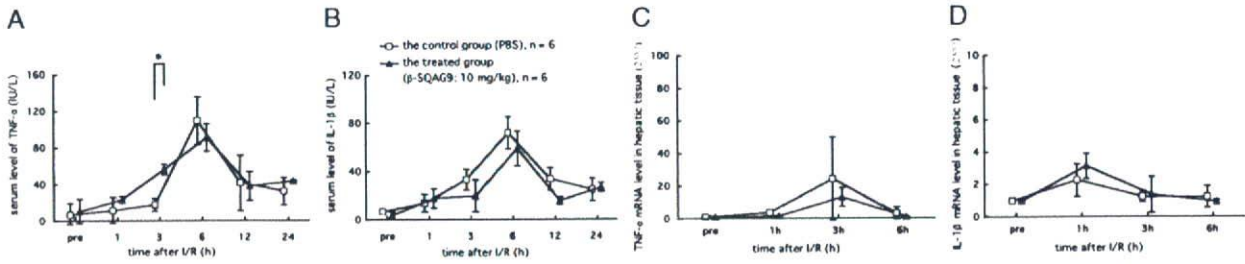 A
serum level of TNF-α (IU/L)
160
120
80
40
0
*
pre 1 3 6 12 24
time after I/R (h)
B
serum level of IL-1β (IU/L)
120
80
40
0
the control group (PBS), n = 6
the treated group
(β-SQAG9: 10 mg/kg), n = 6
pre 1 3 6 12 24
time after I/R (h)
C
TNF-α mRNA level in hepatic tissue
100
80
60
40
20
0
pre 1h 3h 6h
time after I/R (h)
D
IL-1β mRNA level in hepatic tissue
10
8
6
4
2
0
pre 1h 3h 6h
time after I/R (h)